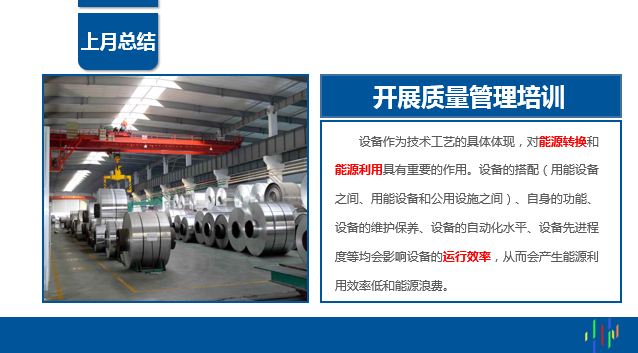 上月总结
开展质量管理培训
设备作为技术工艺的具体体现，对能源转换和
能源利用具有重要的作用。设备的搭配（用能设备
之间、用能设备和公用设施之间）、自身的功能、
设备的维护保养、设备的自动化水平、设备先进程
度等均会影响设备的运行效率，从而会产生能源利
用效率低和能源浪费。